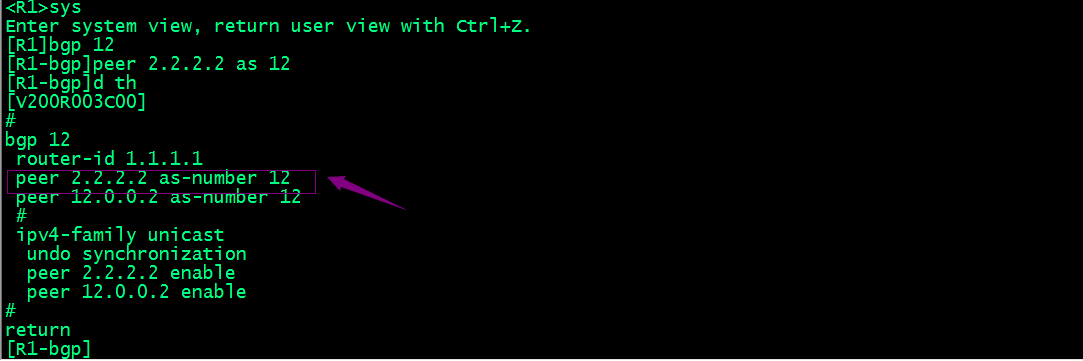 <R1>sys
Enter system view, return user view with Ctrl+Z.
[R1]bgp 12
[R1-bgp]peer 2.2.2.2 as 12
[R1-bgp]d th
[V200R003C00]
#
bgp 12
 router-id 1.1.1.1
 peer 2.2.2.2 as-number 12
 peer 12.0.0.2 as-number 12
 #
 ipv4-family unicast
  undo synchronization
  peer 2.2.2.2 enable
  peer 12.0.0.2 enable
#
return
[R1-bgp]